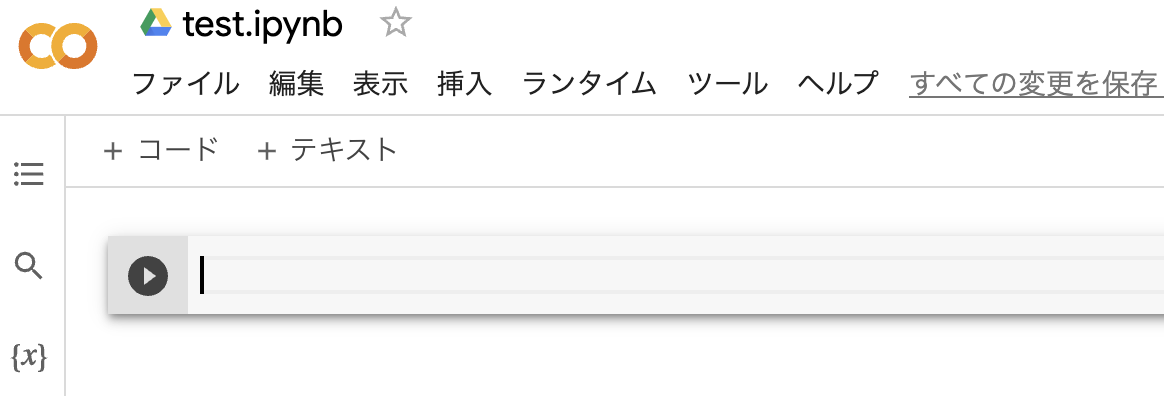 test.ipynb
ファイル 編集 表示 挿入 ランタイム ツール ヘルプ すべての変更を保存
+ コード + テキスト
{x}